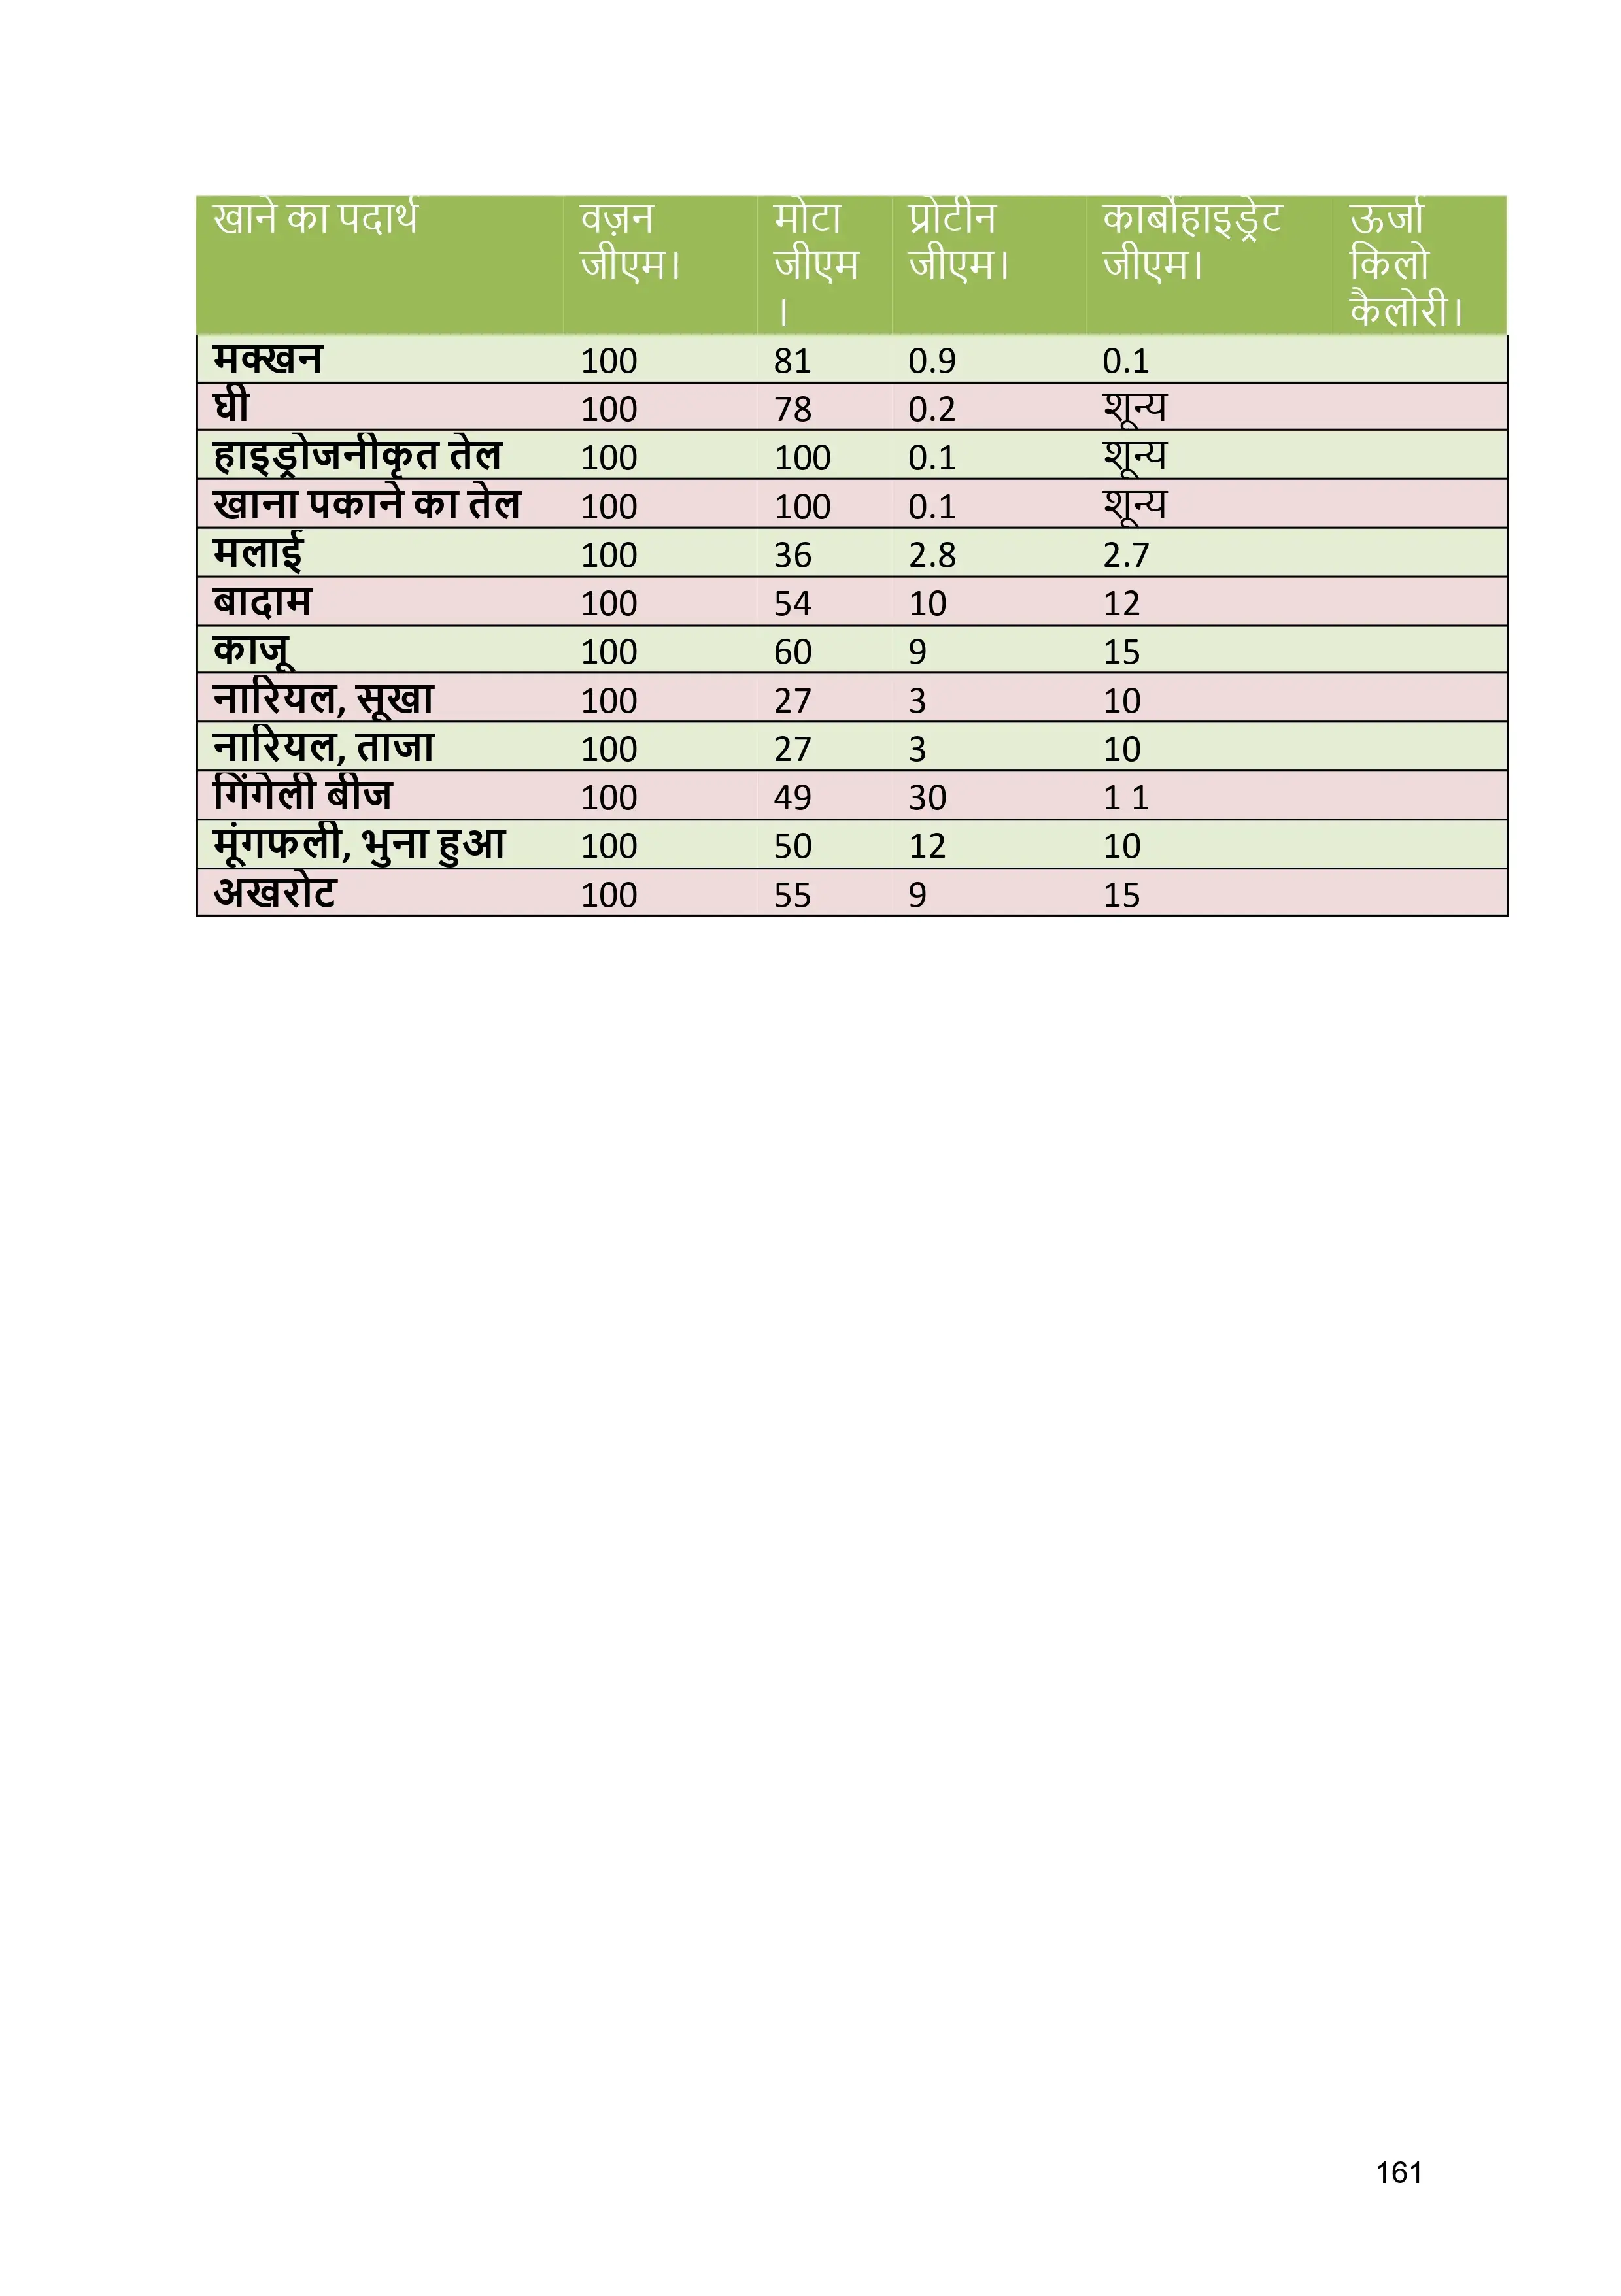 खाने का पदार्थ वज़न मोटा प्रोटीन कार्बोहाइड्रेट ऊर्जा
जीएम। जीएम जीएम। जीएम। किलो
। कैलोरी।
मक्खन 100 81 0.9 0.1
घी 100 78 0.2 शून्य
हाइड्रोजनीकृत तेल 100 100 0.1 शून्य
खाना पकाने का तेल 100 100 0.1 शून्य
मलाई 100 36 2.8 2.7
बादाम 100 54 10 12
काजू 100 60 9 15
नारियल, सूखा 100 27 3 10
नारियल, ताजा 100 27 3 10
गिंगेली बीज 100 49 30 1 1
मूंगफली, भुना हुआ 100 50 12 10
अखरोट 100 55 9 15
161